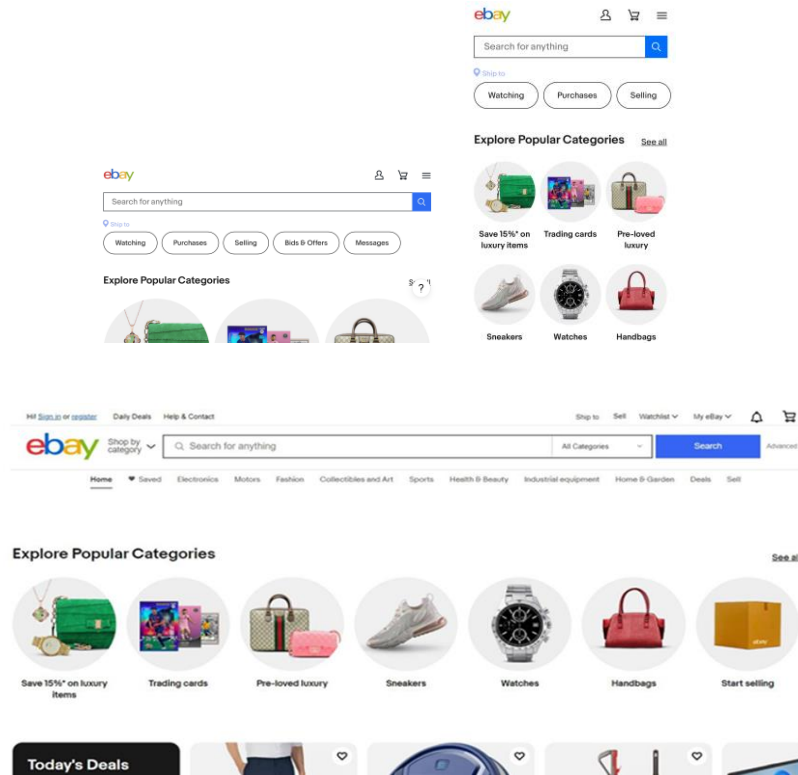 ebay
Search for anything
Ship to
Watching Purchases Selling
Explore Popular Categories See all
Save 15%* on luxury items Trading cards Pre-loved luxury
Sneakers Watches Handbags
ebay
Search for anything
Ship to
Watching Purchases Selling Bids & Offers Messages
Explore Popular Categories
?
Hi! Sign in or register Daily Deals Help & Contact Ship to Sell Watchlist My eBay
ebay Shop by category Search for anything All Categories Search Advanced
Home Saved Electronics Motors Fashion Collectibles and Art Sports Health & Beauty Industrial equipment Home & Garden Deals Sell
Explore Popular Categories See al
ebay
Save 15%* on luxury items Trading cards Pre-loved luxury Sneakers Watches Handbags Start selling
Today's Deals